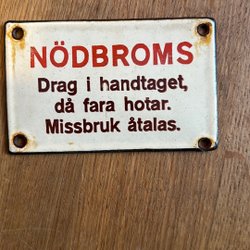 NÖDBROMS
Drag i handtaget,
då fara hotar.
Missbruk åtalas.